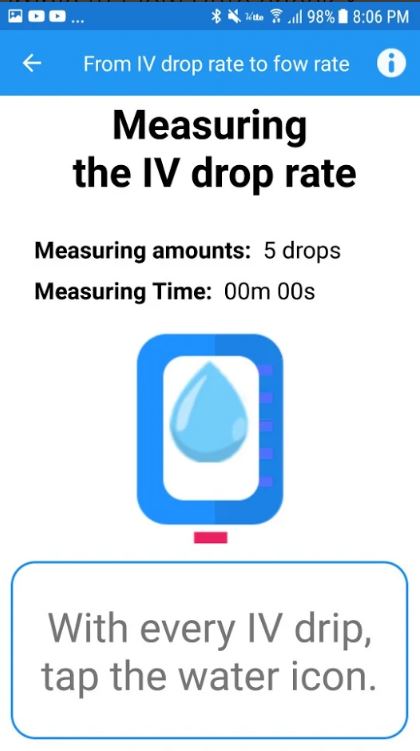 98% 8:06 PM
From IV drop rate to fow rate
Measuring
the IV drop rate
Measuring amounts: 5 drops
Measuring Time: 00m 00s
With every IV drip,
tap the water icon.